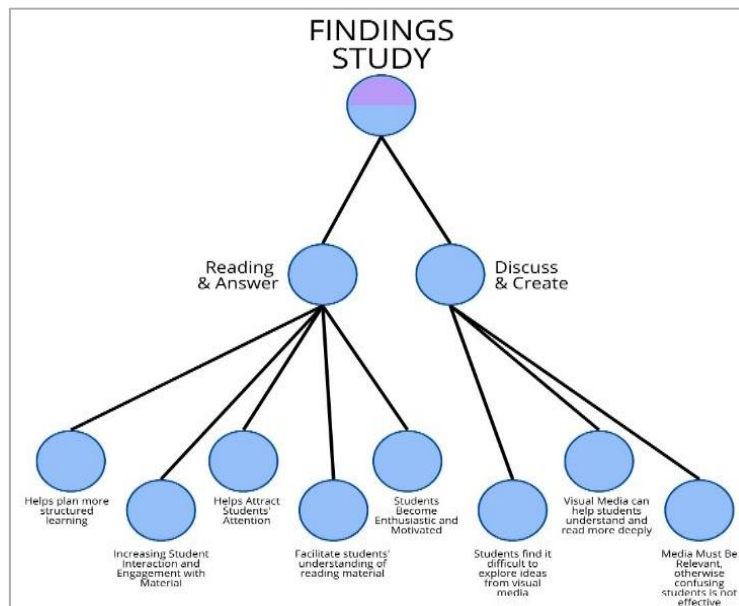 FINDINGS
STUDY
Reading
& Answer
Discuss
& Create
Helps plan more
structured
learning
Increasing Student
Interaction and
Engagement with
Material
Helps Attract
Students'
Attention
Facilitate students'
understanding of
reading material
Students
Become
Enthusiastic and
Motivated
Students find it
difficult to
explore ideas
from visual
media
Visual Media can
help students
understand and
read more deeply
Media Must Be
Relevant,
otherwise
confusing
students is not
effective